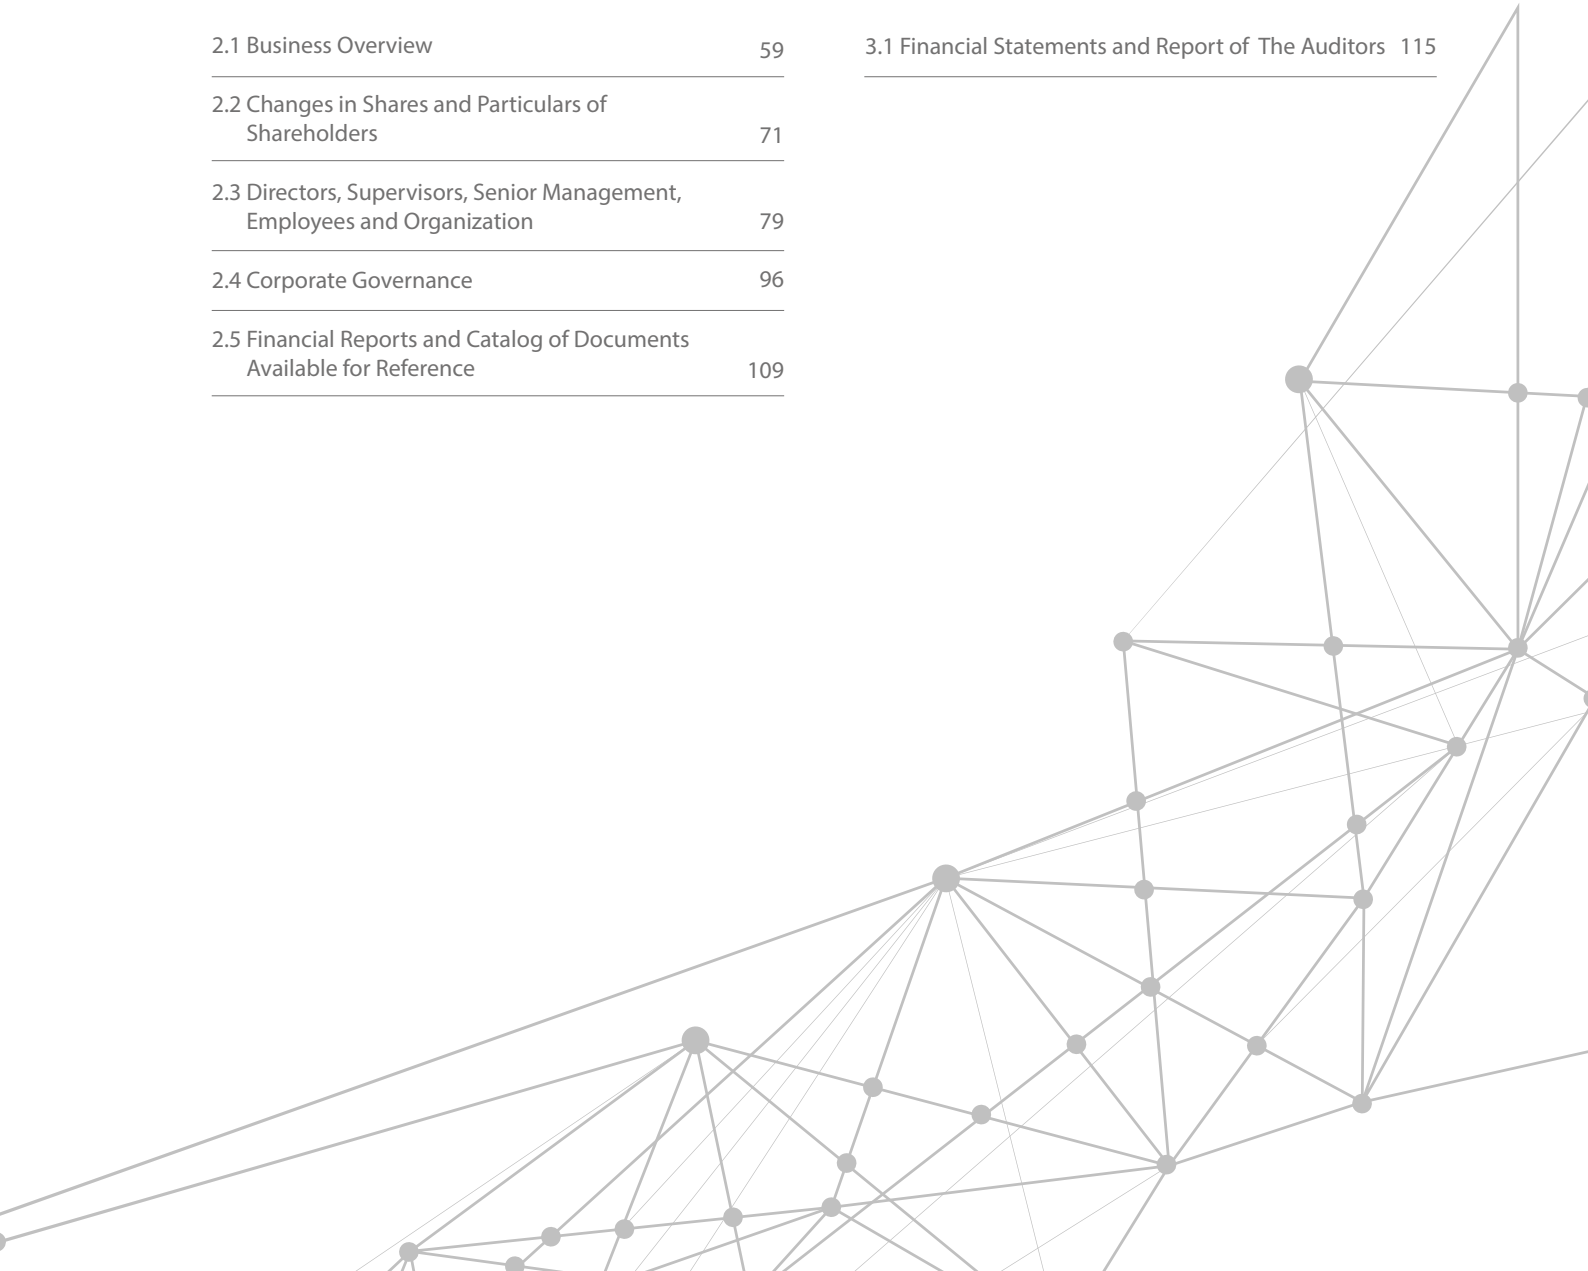 2.1 Business Overview 59
2.2 Changes in Shares and Particulars of
Shareholders 71
2.3 Directors, Supervisors, Senior Management,
Employees and Organization 79
2.4 Corporate Governance 96
2.5 Financial Reports and Catalog of Documents
Available for Reference 109
3.1 Financial Statements and Report of The Auditors 115